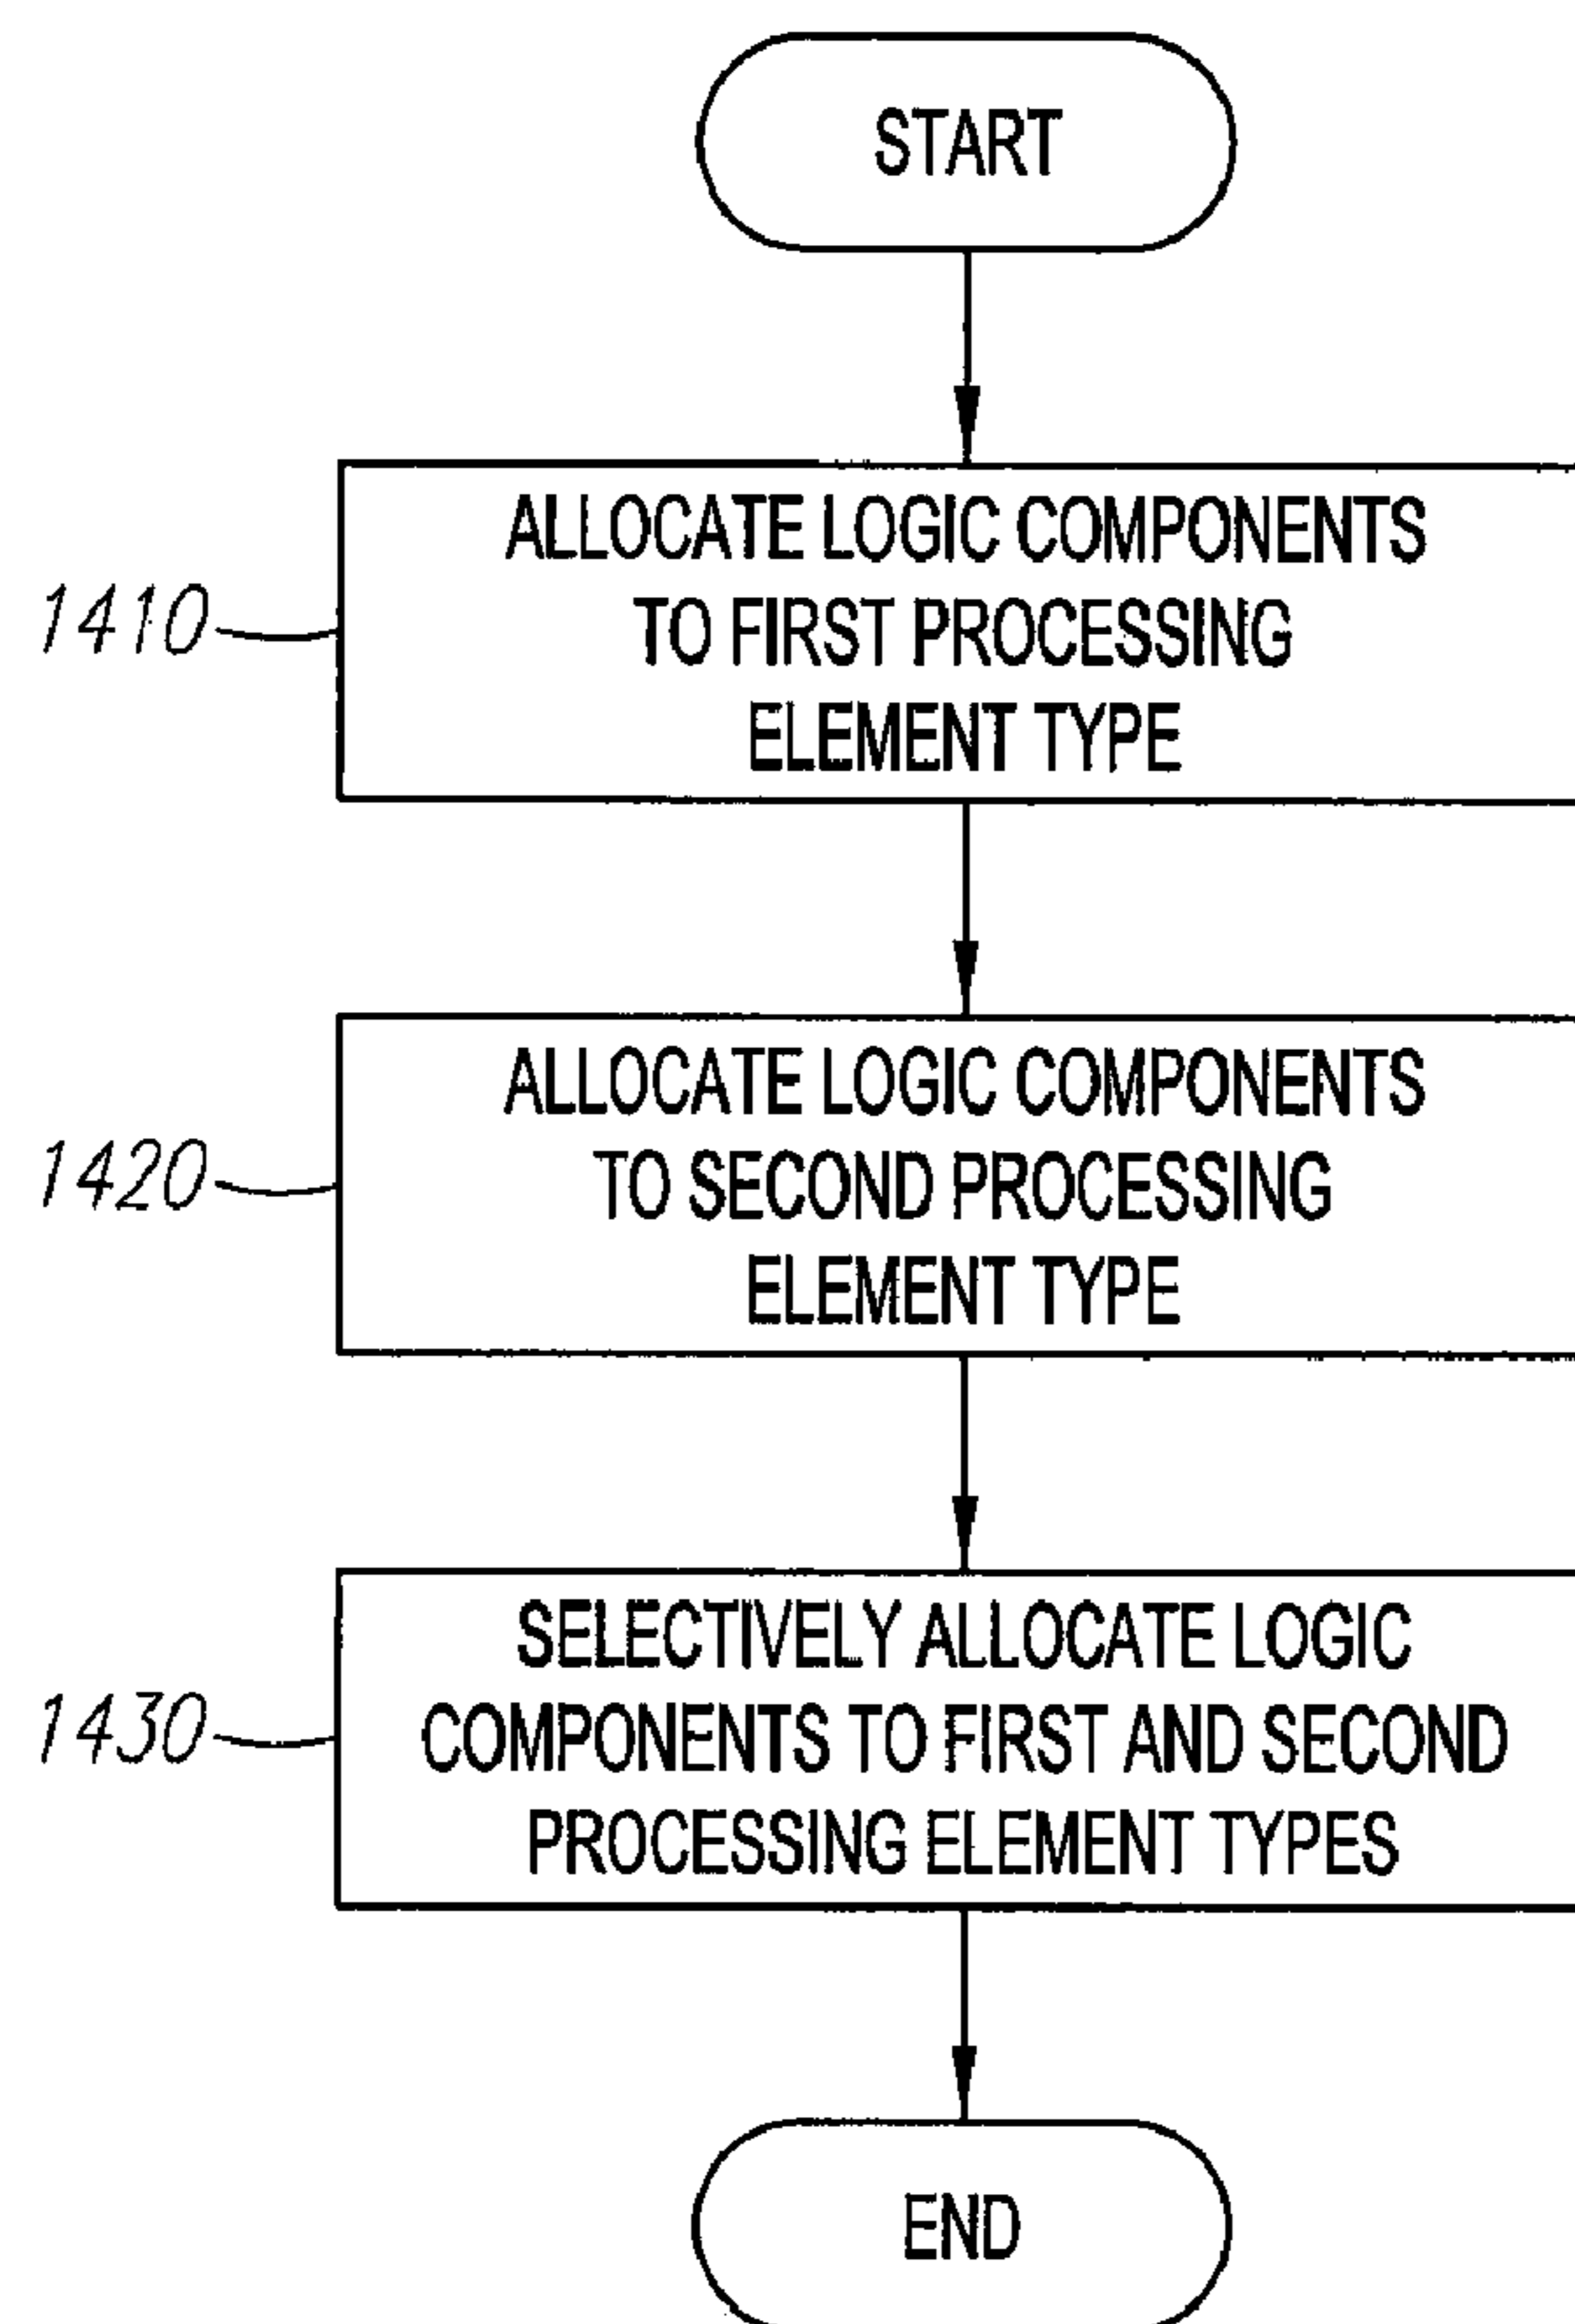 START
ALLOCATE LOGIC COMPONENTS
TO FIRST PROCESSING
ELEMENT TYPE
1410
ALLOCATE LOGIC COMPONENTS
TO SECOND PROCESSING
ELEMENT TYPE
1420
SELECTIVELY ALLOCATE LOGIC
COMPONENTS TO FIRST AND SECOND
PROCESSING ELEMENT TYPES
1430
END